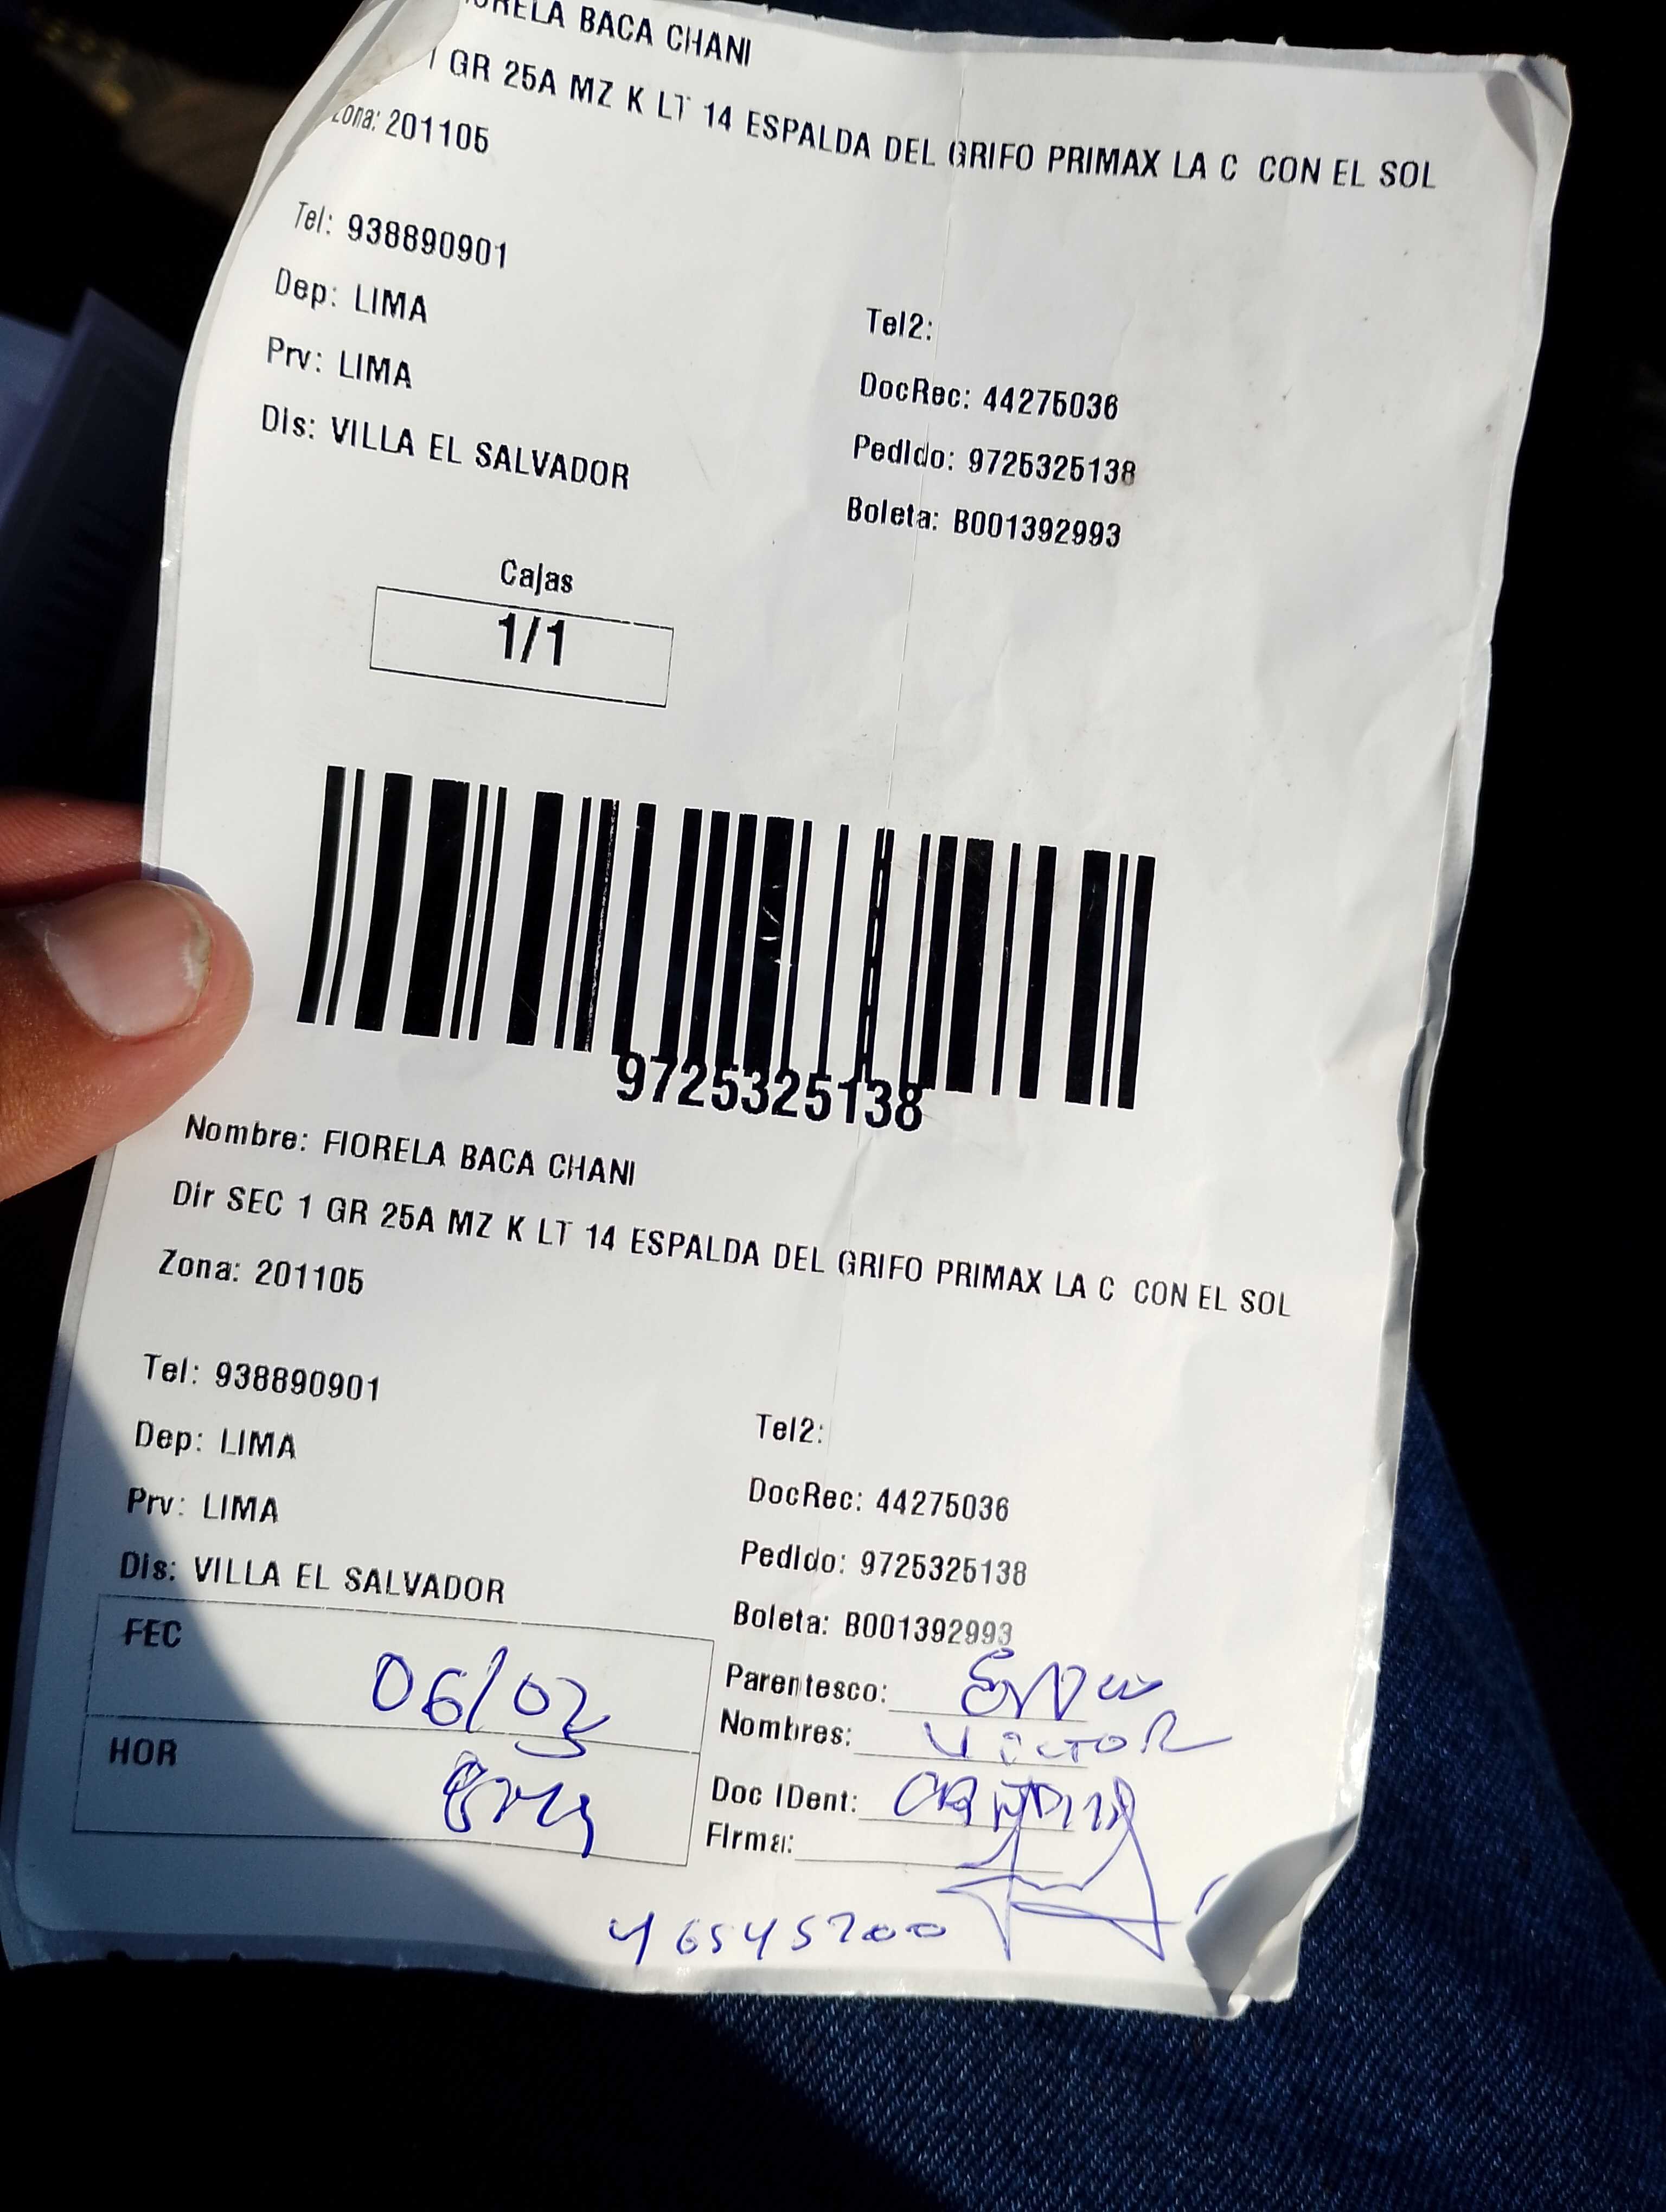 ORELA BACA CHANI
1 GR 25A MZ K LT 14 ESPALDA DEL GRIFO PRIMAX LA C CON EL SOL
Zona: 201105
Tel: 938890901
Dep: LIMA
Prv: LIMA
Dis: VILLA EL SALVADOR
Tel2:
DocRec: 44275036
Pedido: 9725325138
Boleta: B001392993
Cajas
1/1
9725325138
Nombre: FIORELA BACA CHANI
Dir SEC 1 GR 25A MZ K LT 14 ESPALDA DEL GRIFO PRIMAX LA C CON EL SOL
Zona: 201105
Tel: 938890901
Dep: LIMA
Prv: LIMA
Dis: VILLA EL SALVADOR
Tel2:
DocRec: 44275036
Pedido: 9725325138
Boleta: B001392993
FEC
HOR
Parentesco:
Nombres: VICTOR
Doc IDent:
Firma: